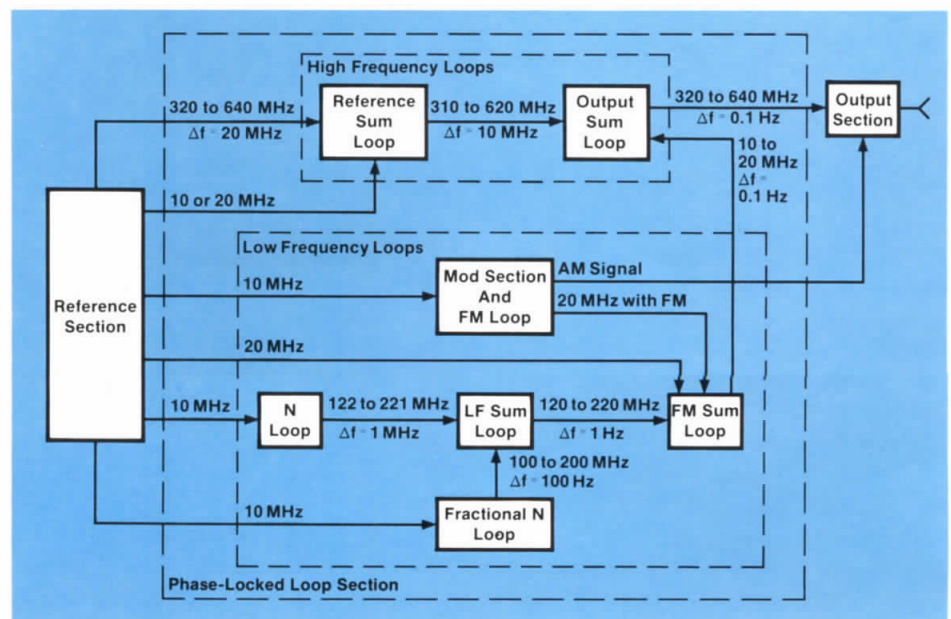 High Frequency Loops
320 to 640 MHz
Δf = 20 MHz
Reference
Sum
Loop
310 to 620 MHz
Δf = 10 MHz
Output
Sum
Loop
320 to 640 MHz
Δf = 0.1 Hz
Output
Section
10 to
20 MHz
Δf =
0.1 Hz
10 or 20 MHz
Reference
Section
Low Frequency Loops
10 MHz
Mod Section
And
FM Loop
AM Signal
20 MHz with FM
20 MHz
10 MHz
N
Loop
122 to 221 MHz
Δf = 1 MHz
LF Sum
Loop
120 to 220 MHz
Δf = 1 Hz
FM Sum
Loop
100 to 200 MHz
Δf = 100 Hz
10 MHz
Fractional N
Loop
Phase-Locked Loop Section